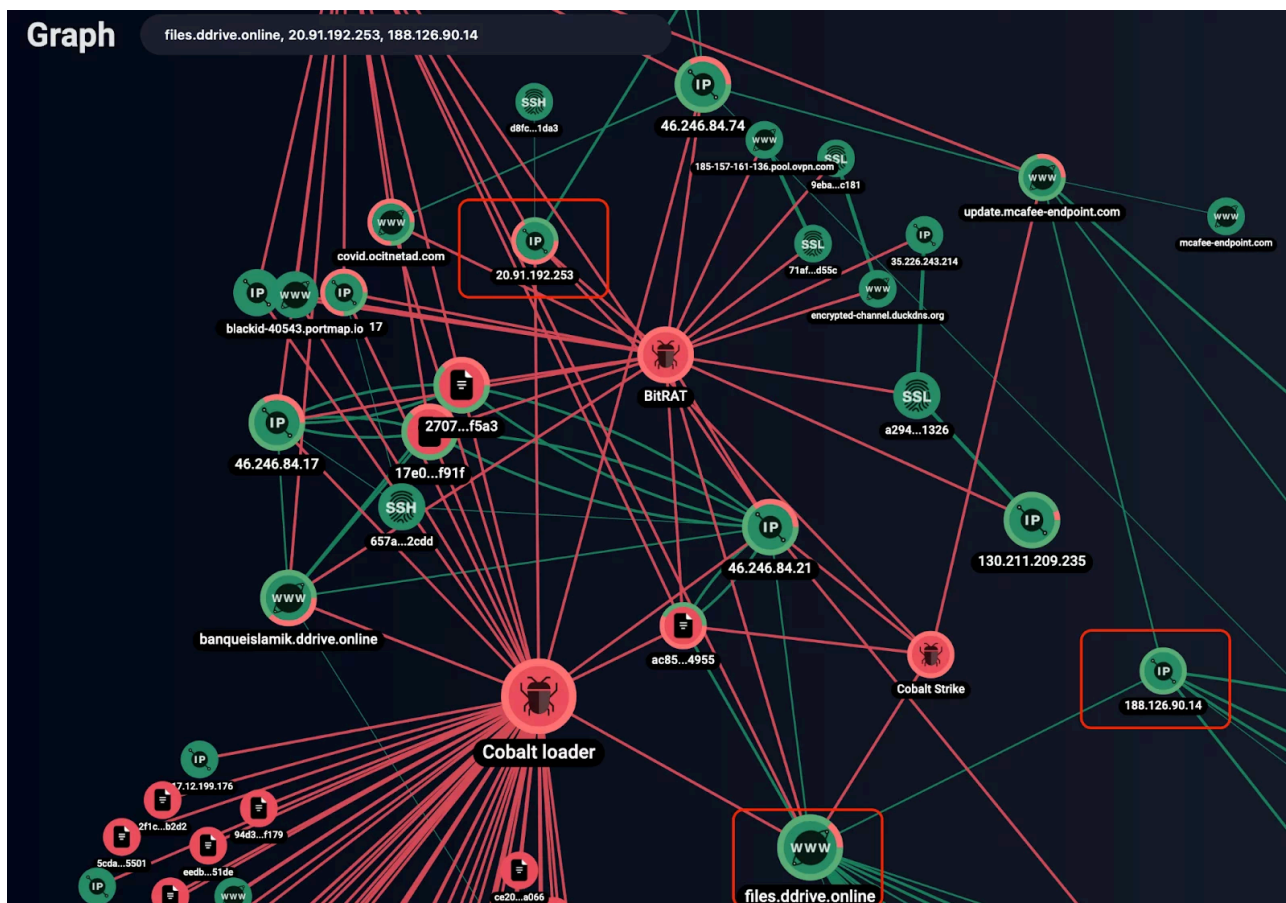 Graph
files.ddrive.online, 20.91.192.253, 188.126.90.14
IP
46.246.84.74
SSH
d8fc...1da3
WWW
185-157-161-136.pool.ovpn.com
SSL
9eba...c181
WWW
update.mcafee-endpoint.com
WWW
mcafee-endpoint.com
WWW
covid.ocitnetad.com
IP
20.91.192.253
SSL
71af...d55c
IP
35.226.243.214
WWW
encrypted-channel.duckdns.org
IP
WWW
IP
blackid-40543.portmap.io
17
BitRAT
2707...f5a3
SSL
a294...1326
IP
46.246.84.17
17e0...f91f
SSH
657a...2cdd
IP
46.246.84.21
IP
130.211.209.235
WWW
banqueislamik.ddrive.online
ac85...4955
Cobalt Strike
IP
188.126.90.14
Cobalt loader
IP
17.12.199.176
2f1c...b2d2
94d3...f179
5cda...5501
eedb...51de
IP
WWW
ce20...a066
WWW
files.ddrive.online